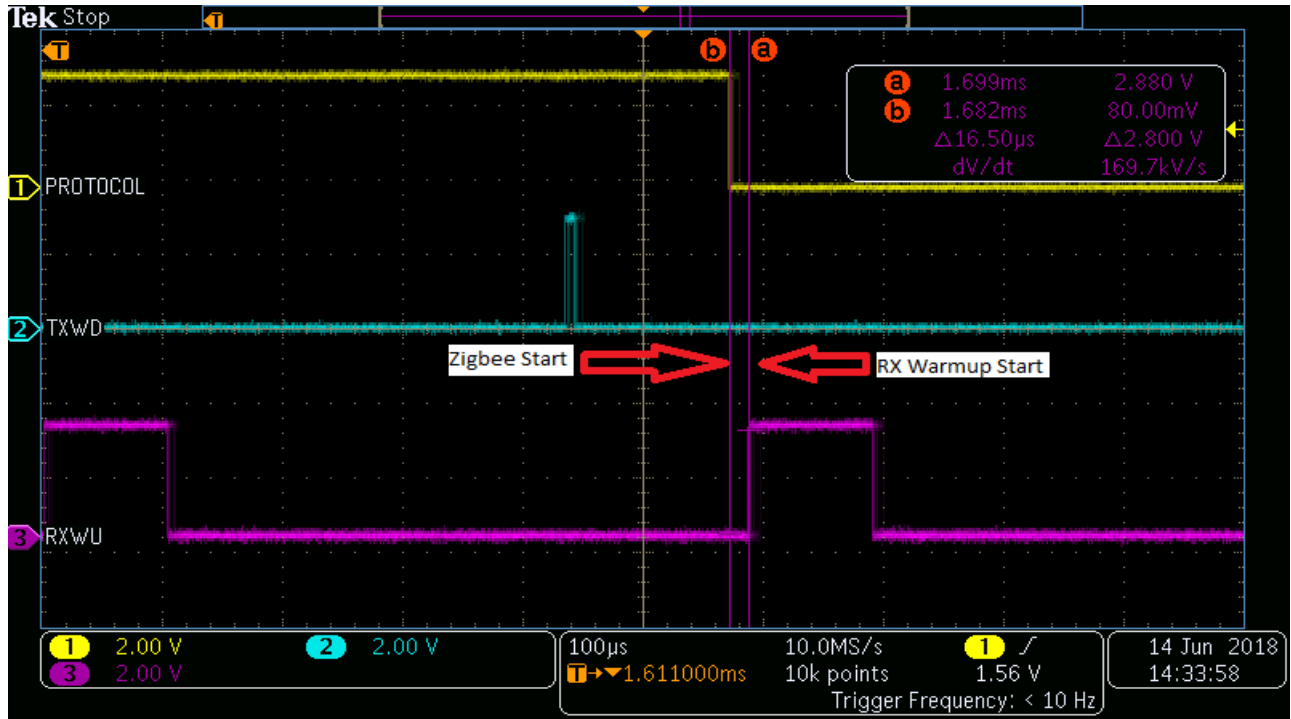 Tek Stop
T
T
b a
a 1.699ms 2.880 V
b 1.682ms 80.00mV
△16.50µs △2.800 V
dV/dt 169.7kV/s
1 PROTOCOL
2 TXWD
Zigbee Start
RX Warmup Start
3 RXWU
1 2.00 V 2 2.00 V
3 2.00 V
100µs 10.0MS/s 1 ∫
T→▼1.611000ms 10k points 1.56 V
Trigger Frequency: < 10 Hz
14 Jun 2018
14:33:58